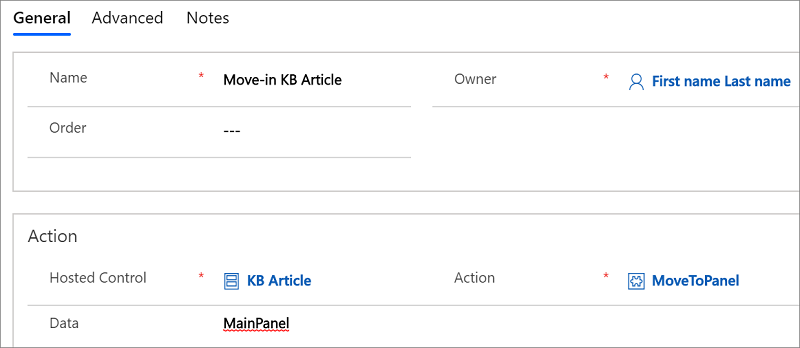 General Advanced Notes
Name * Move-in KB Article Owner * First name Last name
Order ---
Action
Hosted Control * KB Article Action * MoveToPanel
Data MainPanel